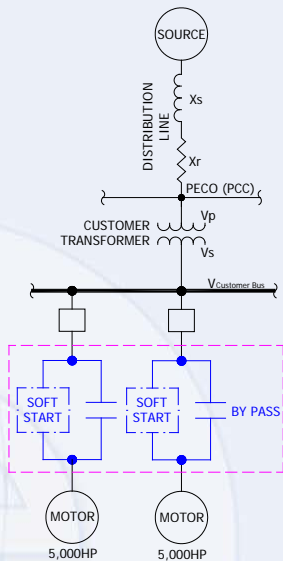 SOURCE
DISTRIBUTION
LINE
Xs
Xr
PECO (PCC)
CUSTOMER
TRANSFORMER
Vp
Vs
VCustomer Bus
SOFT
START
SOFT
START
BY PASS
MOTOR
MOTOR
5,000HP
5,000HP